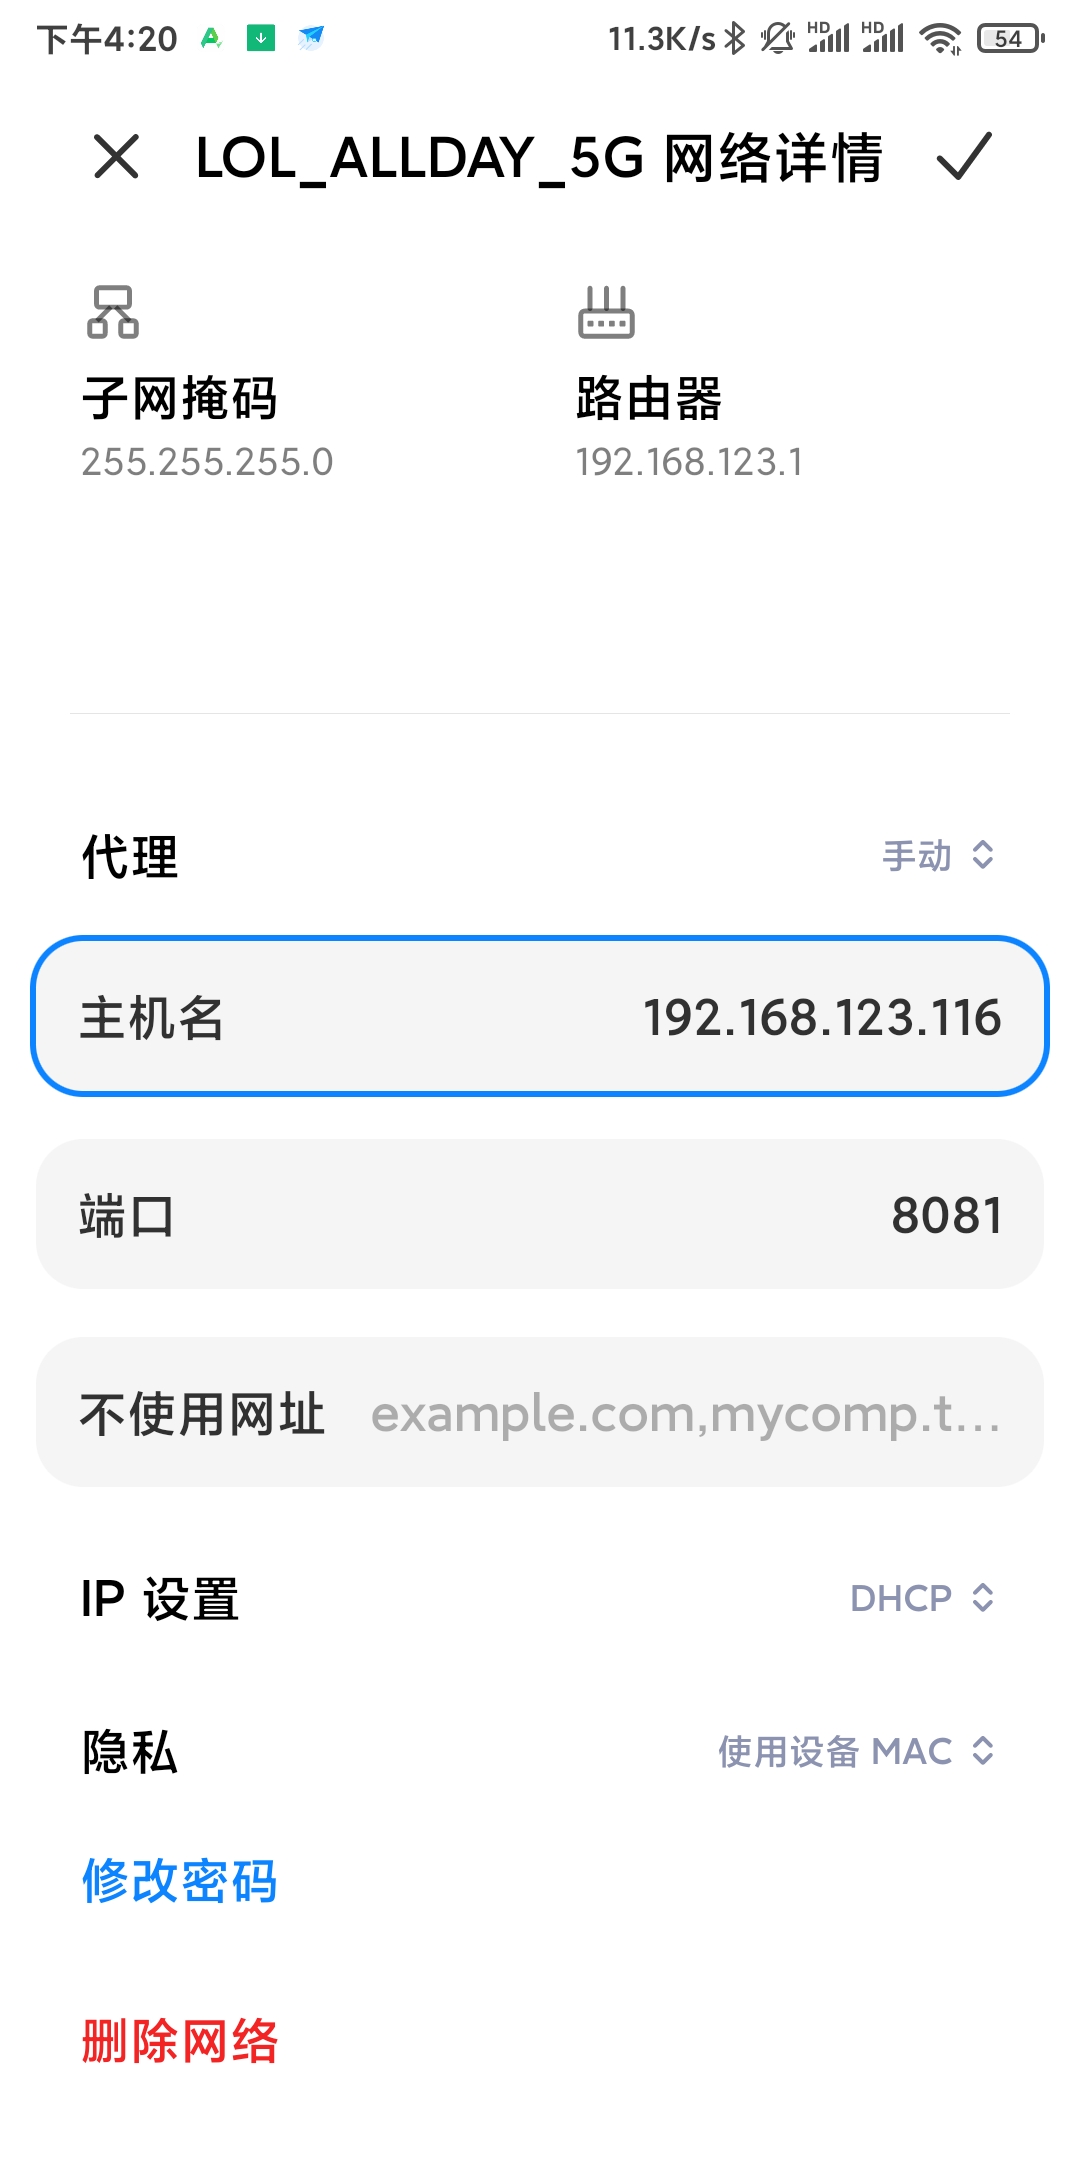 下午4:20
11.3K/s
HD
HD
54
LOL_ALLDAY_5G 网络详情
子网掩码
255.255.255.0
路由器
192.168.123.1
代理
手动
主机名
192.168.123.116
端口
8081
不使用网址
example.com,mycomp.t...
IP 设置
DHCP
隐私
使用设备 MAC
修改密码
删除网络